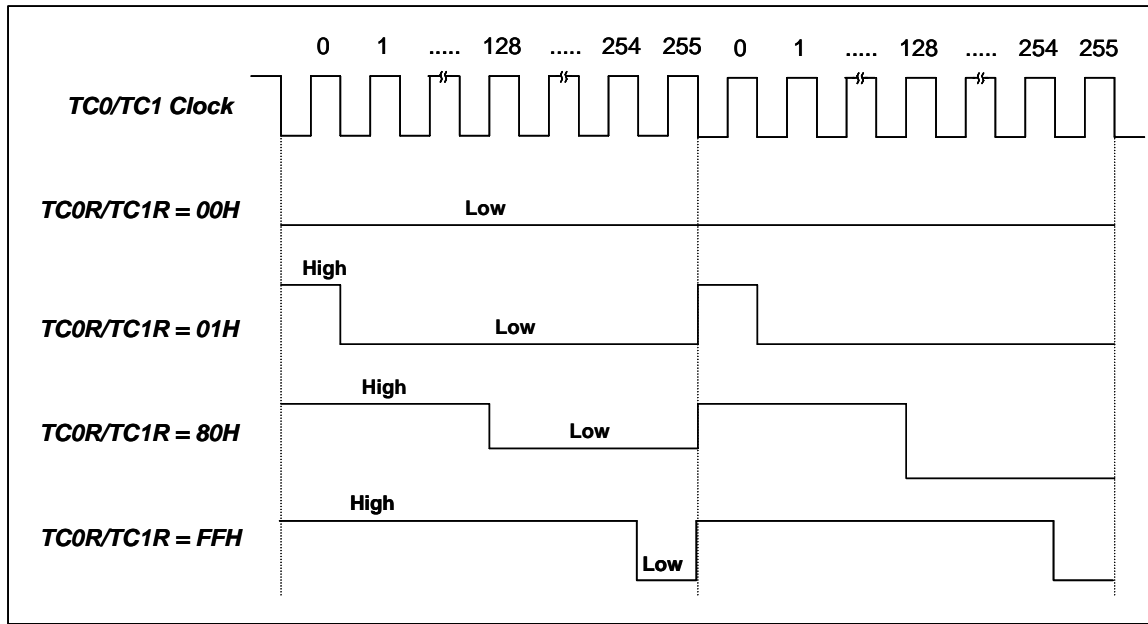 0 1 ..... 128 ..... 254 255 0 1 ..... 128 ..... 254 255
TC0/TC1 Clock
TC0R/TC1R = 00H
Low
High
TC0R/TC1R = 01H
Low
High
TC0R/TC1R = 80H
Low
High
TC0R/TC1R = FFH
Low